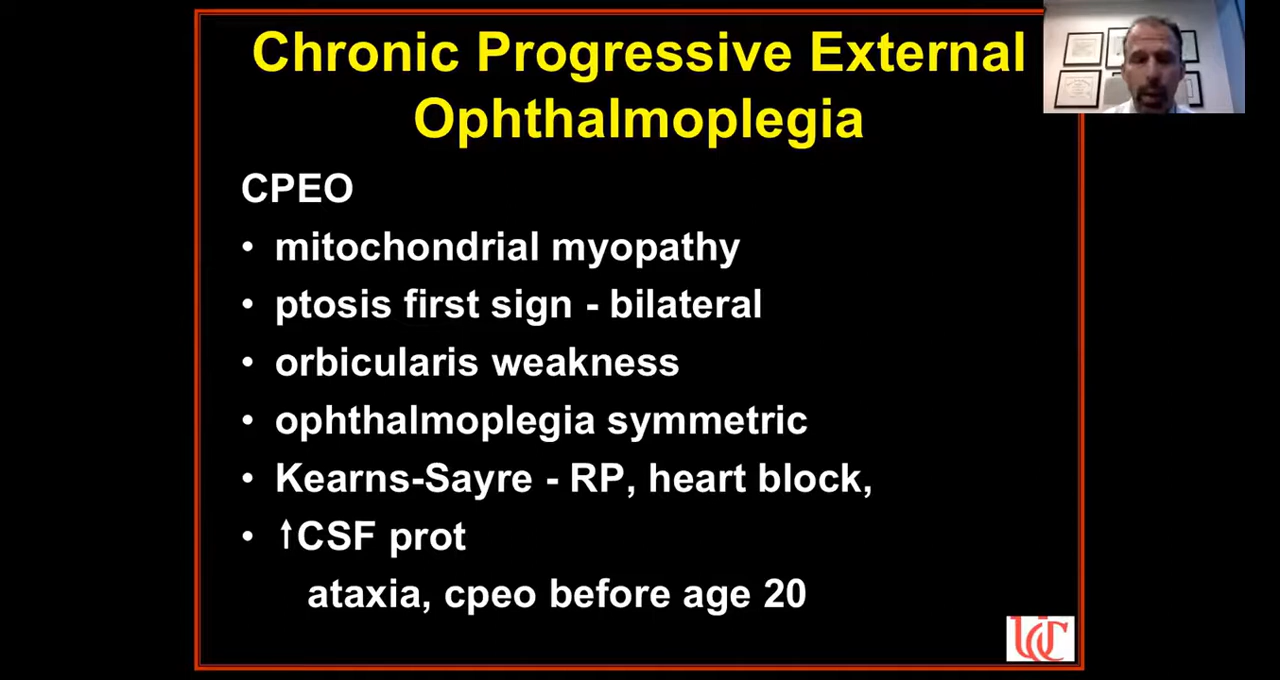 Chronic Progressive External
Ophthalmoplegia
CPEO
• mitochondrial myopathy
• ptosis first sign - bilateral
• orbicularis weakness
• ophthalmoplegia symmetric
• Kearns-Sayre - RP, heart block,
• ↑CSF prot
ataxia, cpeo before age 20